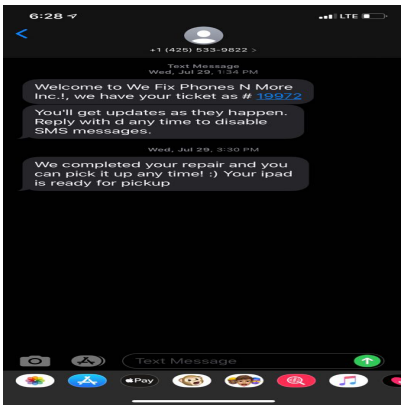 6:28
LTE
+1 (425) 533-9822 >
Text Message
Wed, Jul 29, 1:34 PM
Welcome to We Fix Phones N More
Inc.!, we have your ticket as # 19972
You'll get updates as they happen.
Reply with d any time to disable
SMS messages.
Wed, Jul 29, 3:30 PM
We completed your repair and you
can pick it up any time! :) Your ipad
is ready for pickup
Text Message
Pay